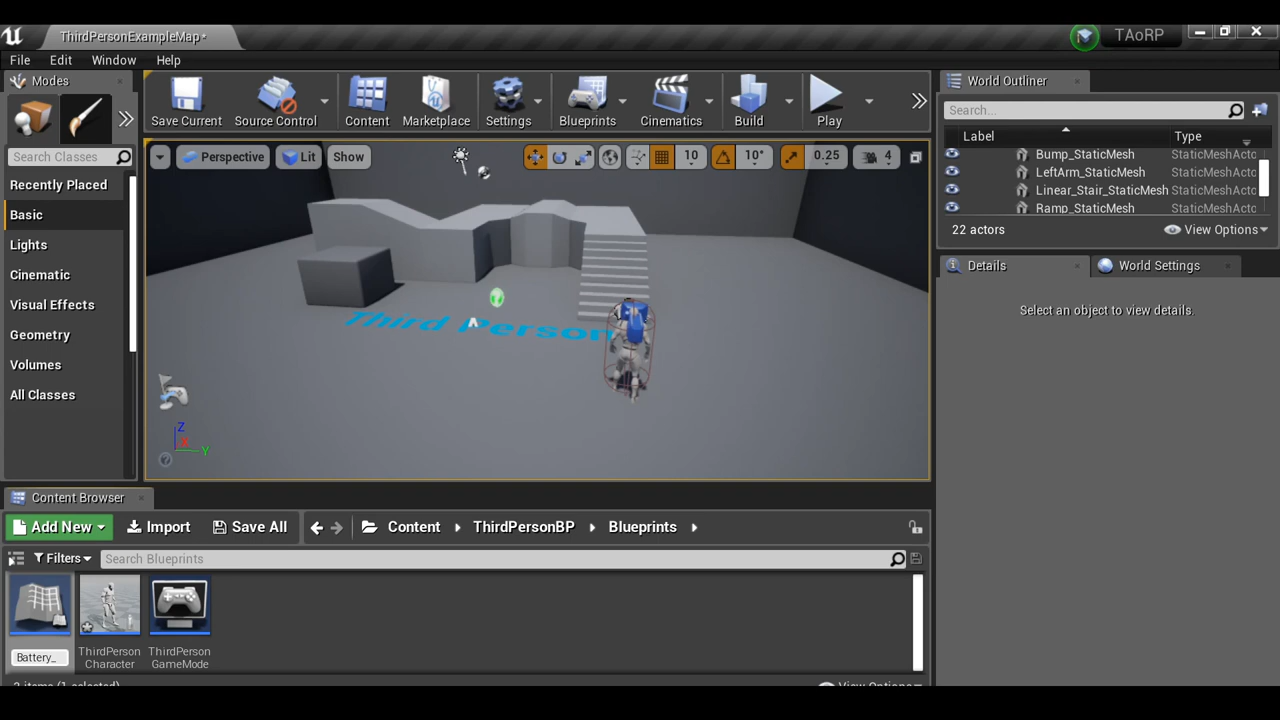 ThirdPersonExampleMap*
TAoRP
File Edit Window Help
Modes
Search Classes
Recently Placed
Basic
Lights
Cinematic
Visual Effects
Geometry
Volumes
All Classes
Save Current Source Control Content Marketplace Settings Blueprints Cinematics Build Play
Perspective Lit Show 10 10° 0.25 4
Third Person
Z
X
Y
World Outliner
Search...
Label Type
Bump_StaticMesh StaticMeshActo
LeftArm_StaticMesh StaticMeshActo
Linear_Stair_StaticMesh StaticMeshActo
Ramp_StaticMesh StaticMeshActo
22 actors View Options
Details World Settings
Select an object to view details.
Content Browser
Add New Import Save All Content ThirdPersonBP Blueprints
Filters Search Blueprints
Battery_
ThirdPerson
Character
ThirdPerson
GameMode
View Options